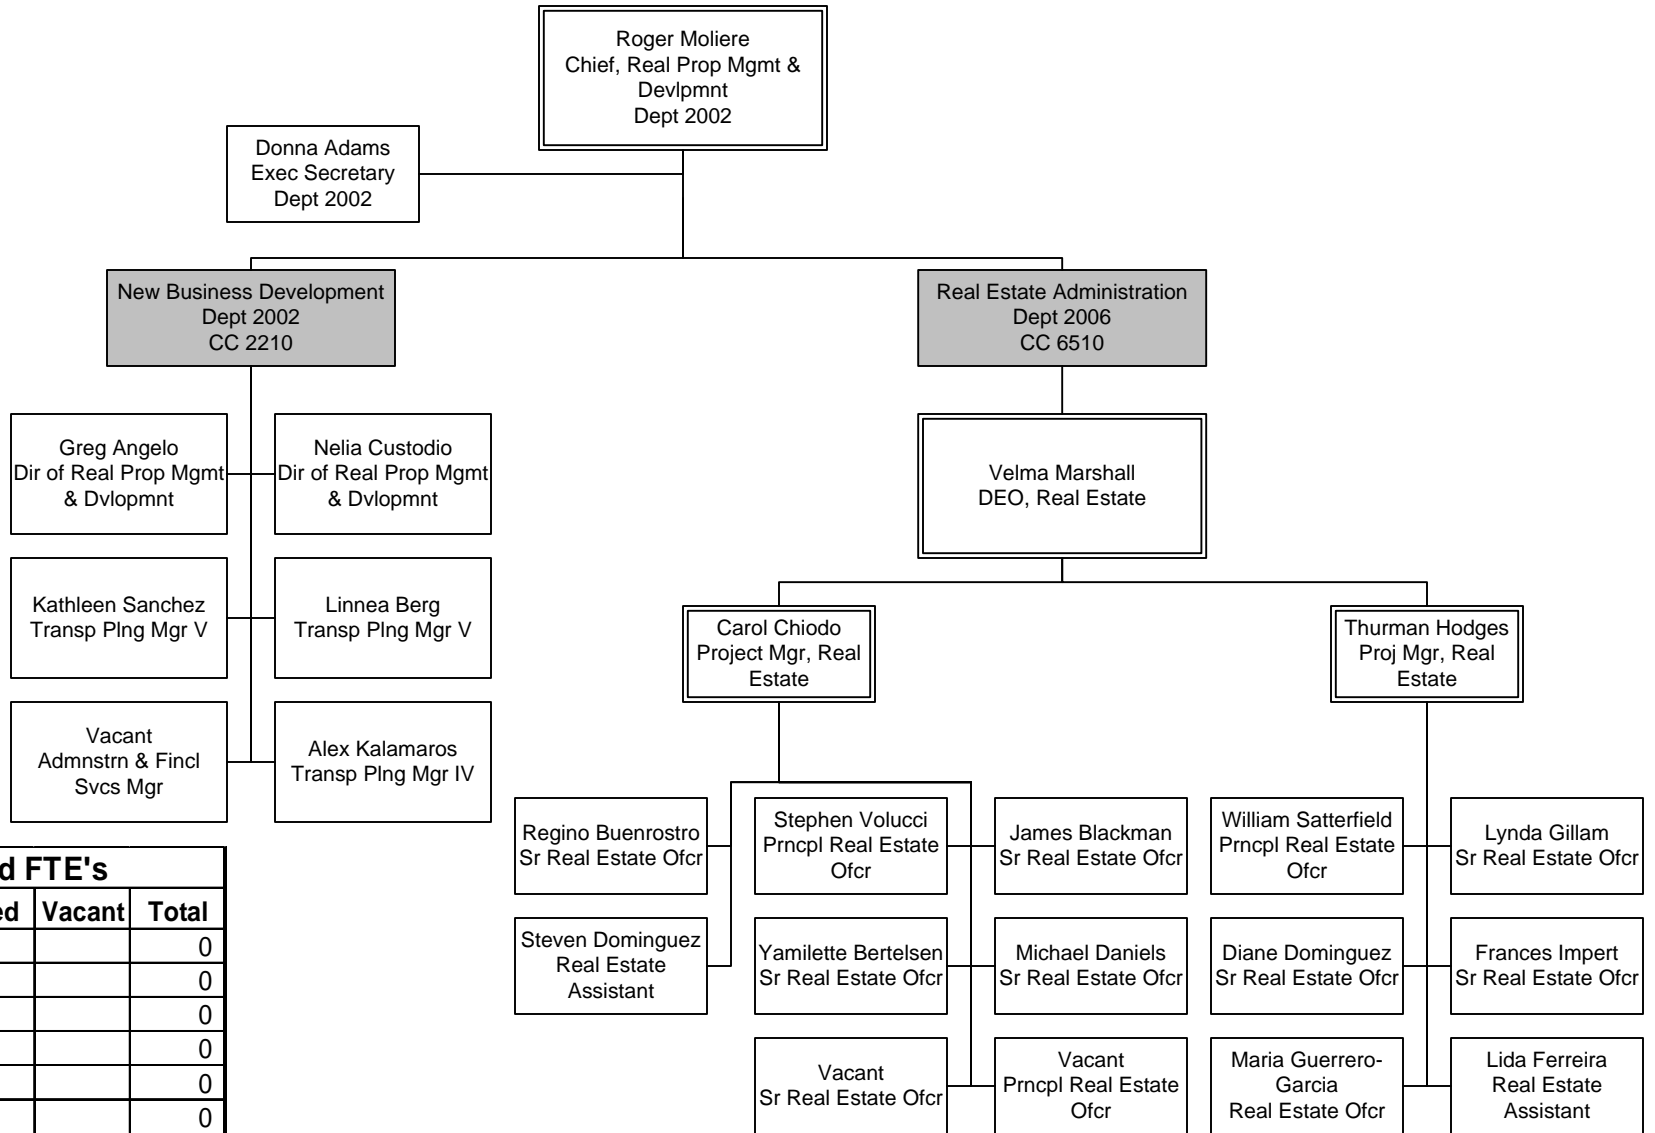 Roger Moliere
Chief, Real Prop Mgmt &
Devlpmnt
Dept 2002
Donna Adams
Exec Secretary
Dept 2002
New Business Development
Dept 2002
CC 2210
Real Estate Administration
Dept 2006
CC 6510
Greg Angelo
Dir of Real Prop Mgmt
& Dvlopmnt
Nelia Custodio
Dir of Real Prop Mgmt
& Dvlopmnt
Velma Marshall
DEO, Real Estate
Kathleen Sanchez
Transp Plng Mgr V
Linnea Berg
Transp Plng Mgr V
Carol Chiodo
Project Mgr, Real
Estate
Thurman Hodges
Proj Mgr, Real
Estate
Vacant
Admnstrn & Fincl
Svcs Mgr
Alex Kalamaros
Transp Plng Mgr IV
Regino Buenrostro
Sr Real Estate Ofcr
Stephen Volucci
Prncpl Real Estate
Ofcr
James Blackman
Sr Real Estate Ofcr
William Satterfield
Prncpl Real Estate
Ofcr
Lynda Gillam
Sr Real Estate Ofcr
Steven Dominguez
Real Estate
Assistant
Yamilette Bertelsen
Sr Real Estate Ofcr
Michael Daniels
Sr Real Estate Ofcr
Diane Dominguez
Sr Real Estate Ofcr
Frances Impert
Sr Real Estate Ofcr
Vacant
Sr Real Estate Ofcr
Vacant
Prncpl Real Estate
Ofcr
Maria Guerrero-
Garcia
Real Estate Ofcr
Lida Ferreira
Real Estate
Assistant
FTE's
Vacant Total
0
0
0
0
0
0